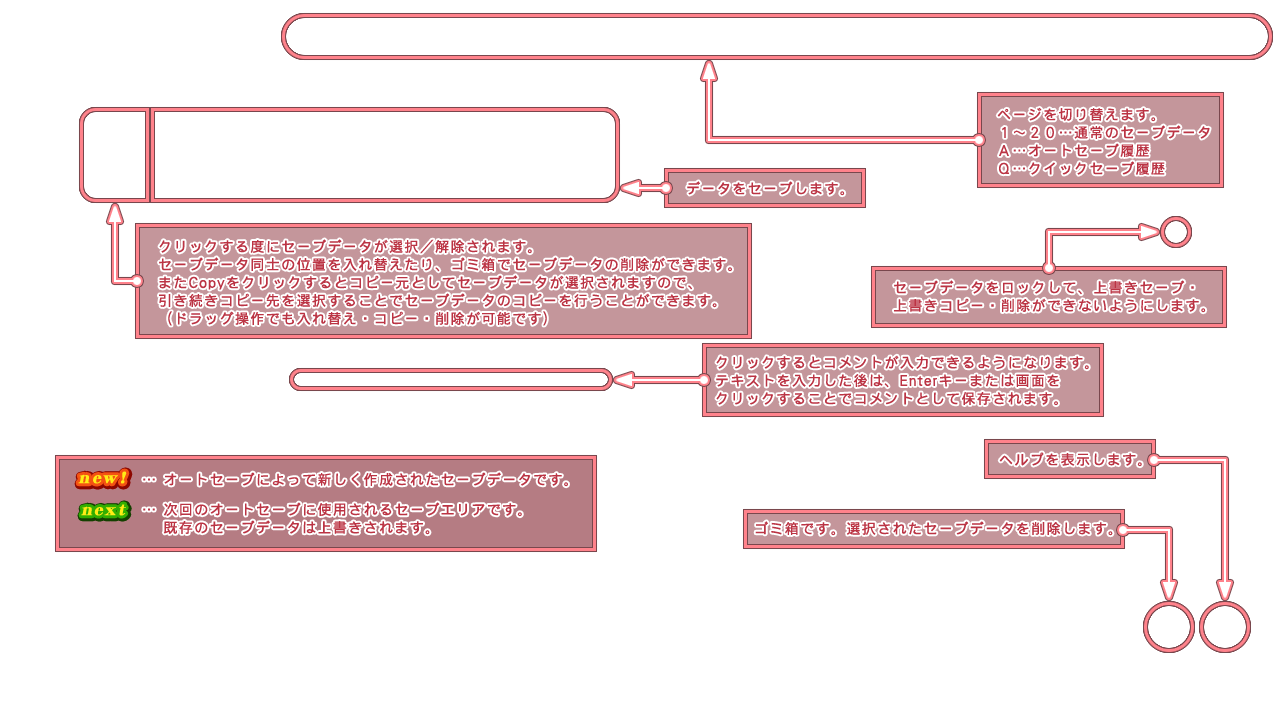 ページを切り替えます。
１～２０…通常のセーブデータ
Ａ…オートセーブ履歴
Ｑ…クイックセーブ履歴
データをセーブします。
クリックする度にセーブデータが選択／解除されます。
セーブデータ同士の位置を入れ替えたり、ゴミ箱でセーブデータの削除ができます。
またCopyをクリックするとコピー元としてセーブデータが選択されますので、
引き続きコピー先を選択することでセーブデータのコピーを行うことができます。
（ドラッグ操作でも入れ替え・コピー・削除が可能です）
セーブデータをロックして、上書きセーブ・
上書きコピー・削除ができないようにします。
クリックするとコメントが入力できるようになります。
テキストを入力した後は、Enterキーまたは画面を
クリックすることでコメントとして保存されます。
new! … オートセーブによって新しく作成されたセーブデータです。
next … 次回のオートセーブに使用されるセーブエリアです。
既存のセーブデータは上書きされます。
ヘルプを表示します。
ゴミ箱です。選択されたセーブデータを削除します。